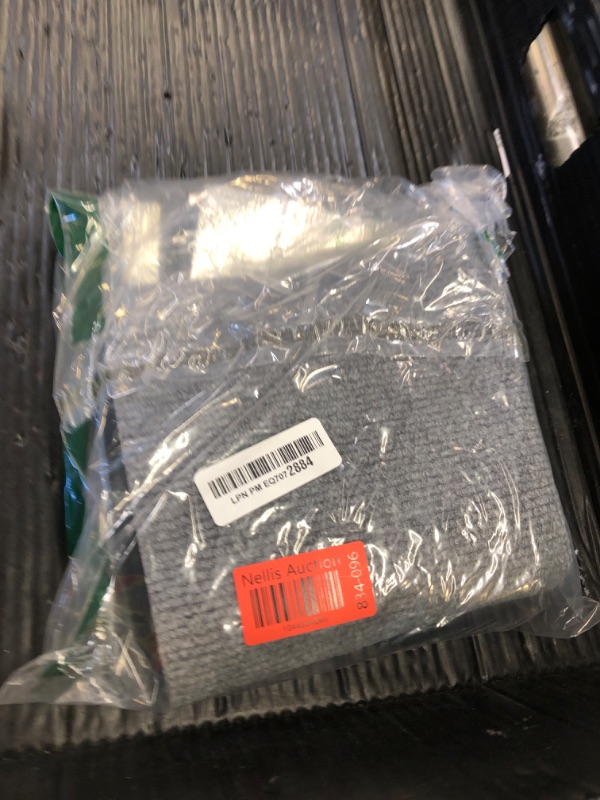 LPN PM EQ707 2884
Nellis Auction
834-096